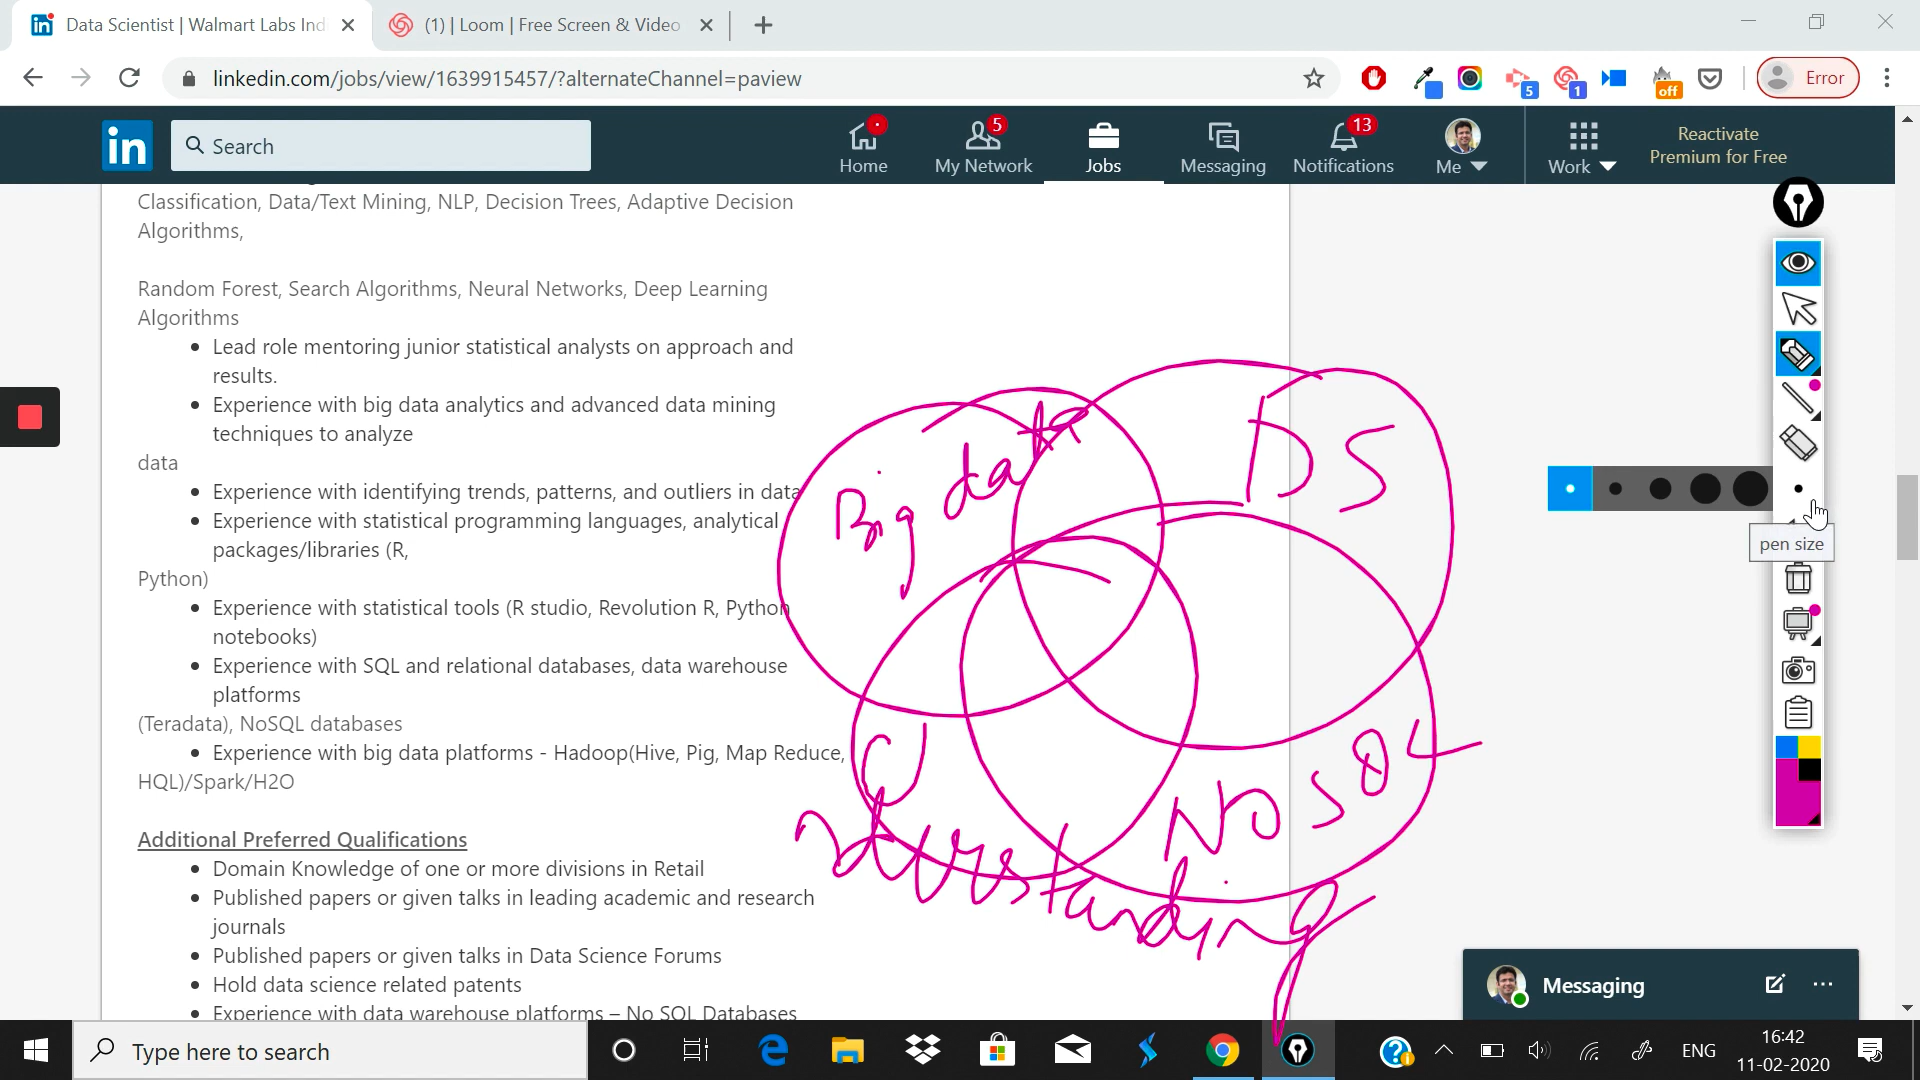 Data Scientist | Walmart Labs Ind
(1) | Loom | Free Screen & Video
linkedin.com/jobs/view/1639915457/?alternateChannel=paview
5
1
off
Error
in
Search
Home
5
My Network
Jobs
Messaging
13
Notifications
Me
Work
Reactivate
Premium for Free
Classification, Data/Text Mining, NLP, Decision Trees, Adaptive Decision
Algorithms,
Random Forest, Search Algorithms, Neural Networks, Deep Learning
Algorithms
Lead role mentoring junior statistical analysts on approach and
results.
Experience with big data analytics and advanced data mining
techniques to analyze
data
Experience with identifying trends, patterns, and outliers in data
Experience with statistical programming languages, analytical
packages/libraries (R,
Python)
Experience with statistical tools (R studio, Revolution R, Python
notebooks)
Experience with SQL and relational databases, data warehouse
platforms
(Teradata), NoSQL databases
Experience with big data platforms - Hadoop(Hive, Pig, Map Reduce,
HQL)/Spark/H2O
Additional Preferred Qualifications
Domain Knowledge of one or more divisions in Retail
Published papers or given talks in leading academic and research
journals
Published papers or given talks in Data Science Forums
Hold data science related patents
Experience with data warehouse platforms – No SQL Databases
Big data
DS
NO SQL
pen size
Messaging
Type here to search
ENG
16:42
11-02-2020